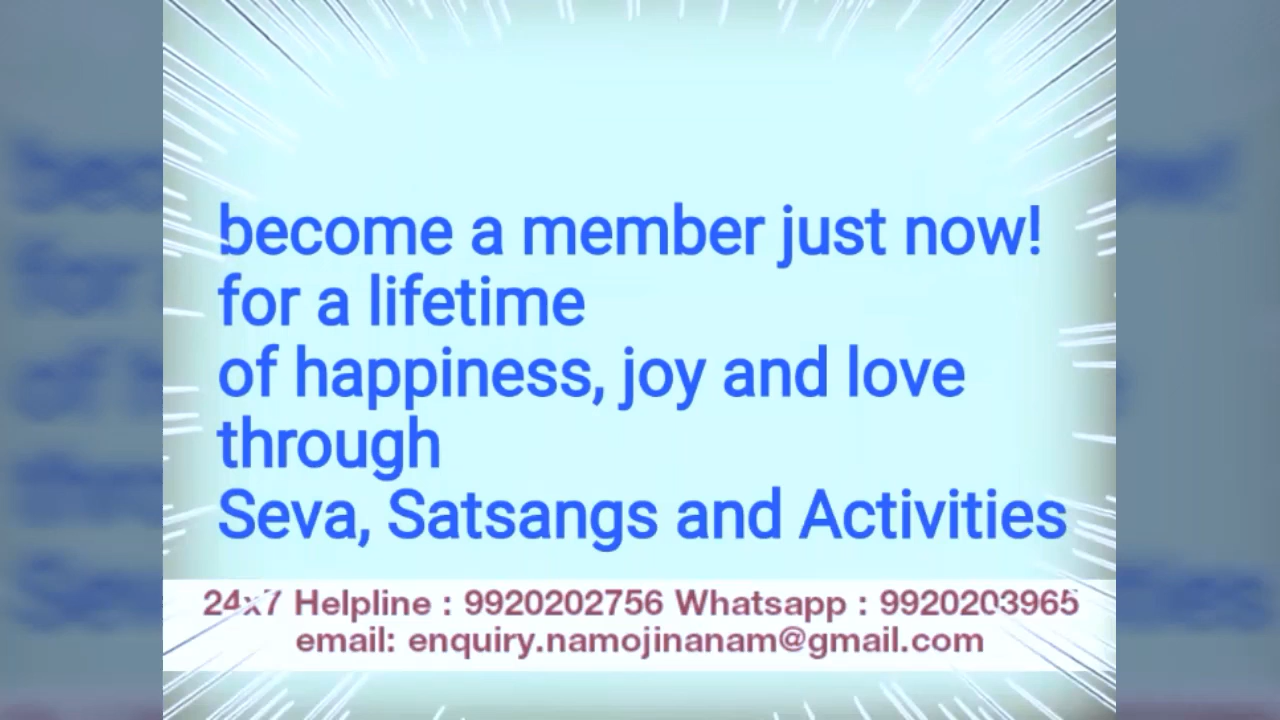 become a member just now!
for a lifetime
of happiness, joy and love
through
Seva, Satsangs and Activities
24x7 Helpline : 9920202756 Whatsapp : 9920203965
email: enquiry.namojinanam@gmail.com